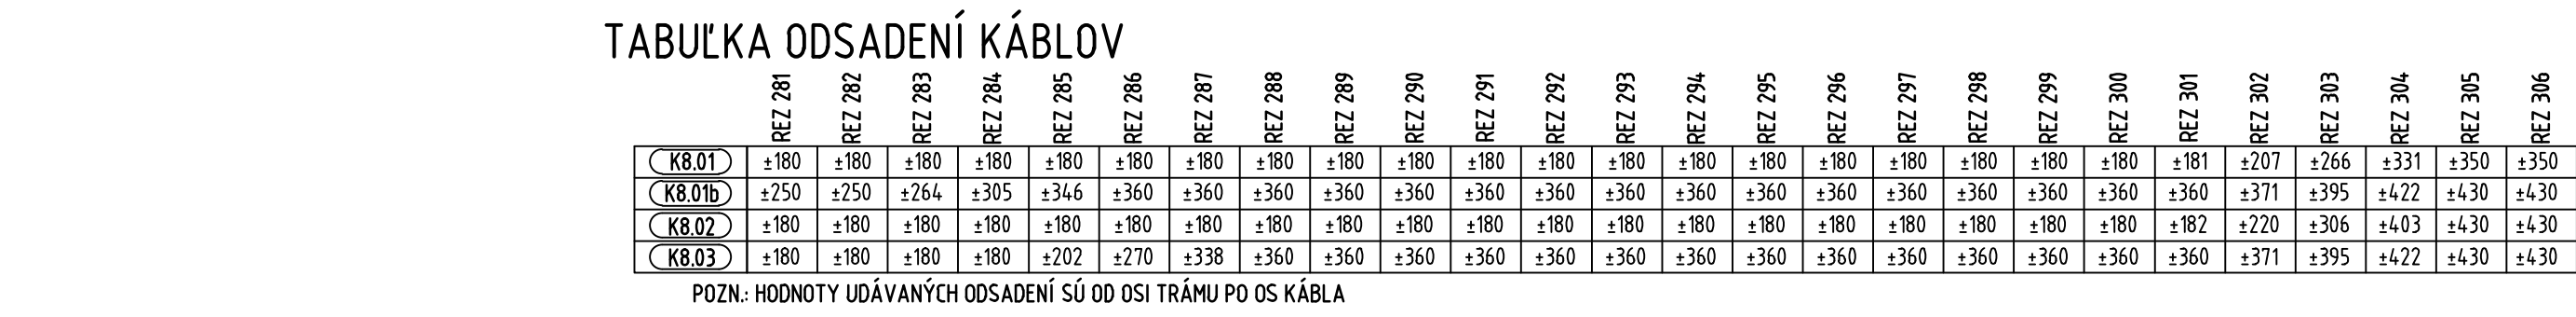 TABUĽKA ODSADENÍ KÁBLOV
REZ 281 REZ 282 REZ 283 REZ 284 REZ 285 REZ 286 REZ 287 REZ 288 REZ 289 REZ 290 REZ 291 REZ 292 REZ 293 REZ 294 REZ 295 REZ 296 REZ 297 REZ 298 REZ 299 REZ 300 REZ 301 REZ 302 REZ 303 REZ 304 REZ 305 REZ 306
K8.01 ±180 ±180 ±180 ±180 ±180 ±180 ±180 ±180 ±180 ±180 ±180 ±180 ±180 ±180 ±180 ±180 ±180 ±180 ±180 ±180 ±181 ±207 ±266 ±331 ±350 ±350
K8.01b ±250 ±250 ±264 ±305 ±346 ±360 ±360 ±360 ±360 ±360 ±360 ±360 ±360 ±360 ±360 ±360 ±360 ±360 ±360 ±360 ±360 ±371 ±395 ±422 ±430 ±430
K8.02 ±180 ±180 ±180 ±180 ±180 ±180 ±180 ±180 ±180 ±180 ±180 ±180 ±180 ±180 ±180 ±180 ±180 ±180 ±180 ±180 ±182 ±220 ±306 ±403 ±430 ±430
K8.03 ±180 ±180 ±180 ±180 ±202 ±270 ±338 ±360 ±360 ±360 ±360 ±360 ±360 ±360 ±360 ±360 ±360 ±360 ±360 ±360 ±360 ±371 ±395 ±422 ±430 ±430
POZN.: HODNOTY UDÁVANÝCH ODSADENÍ SÚ OD OSI TRÁMU PO OS KÁBLA